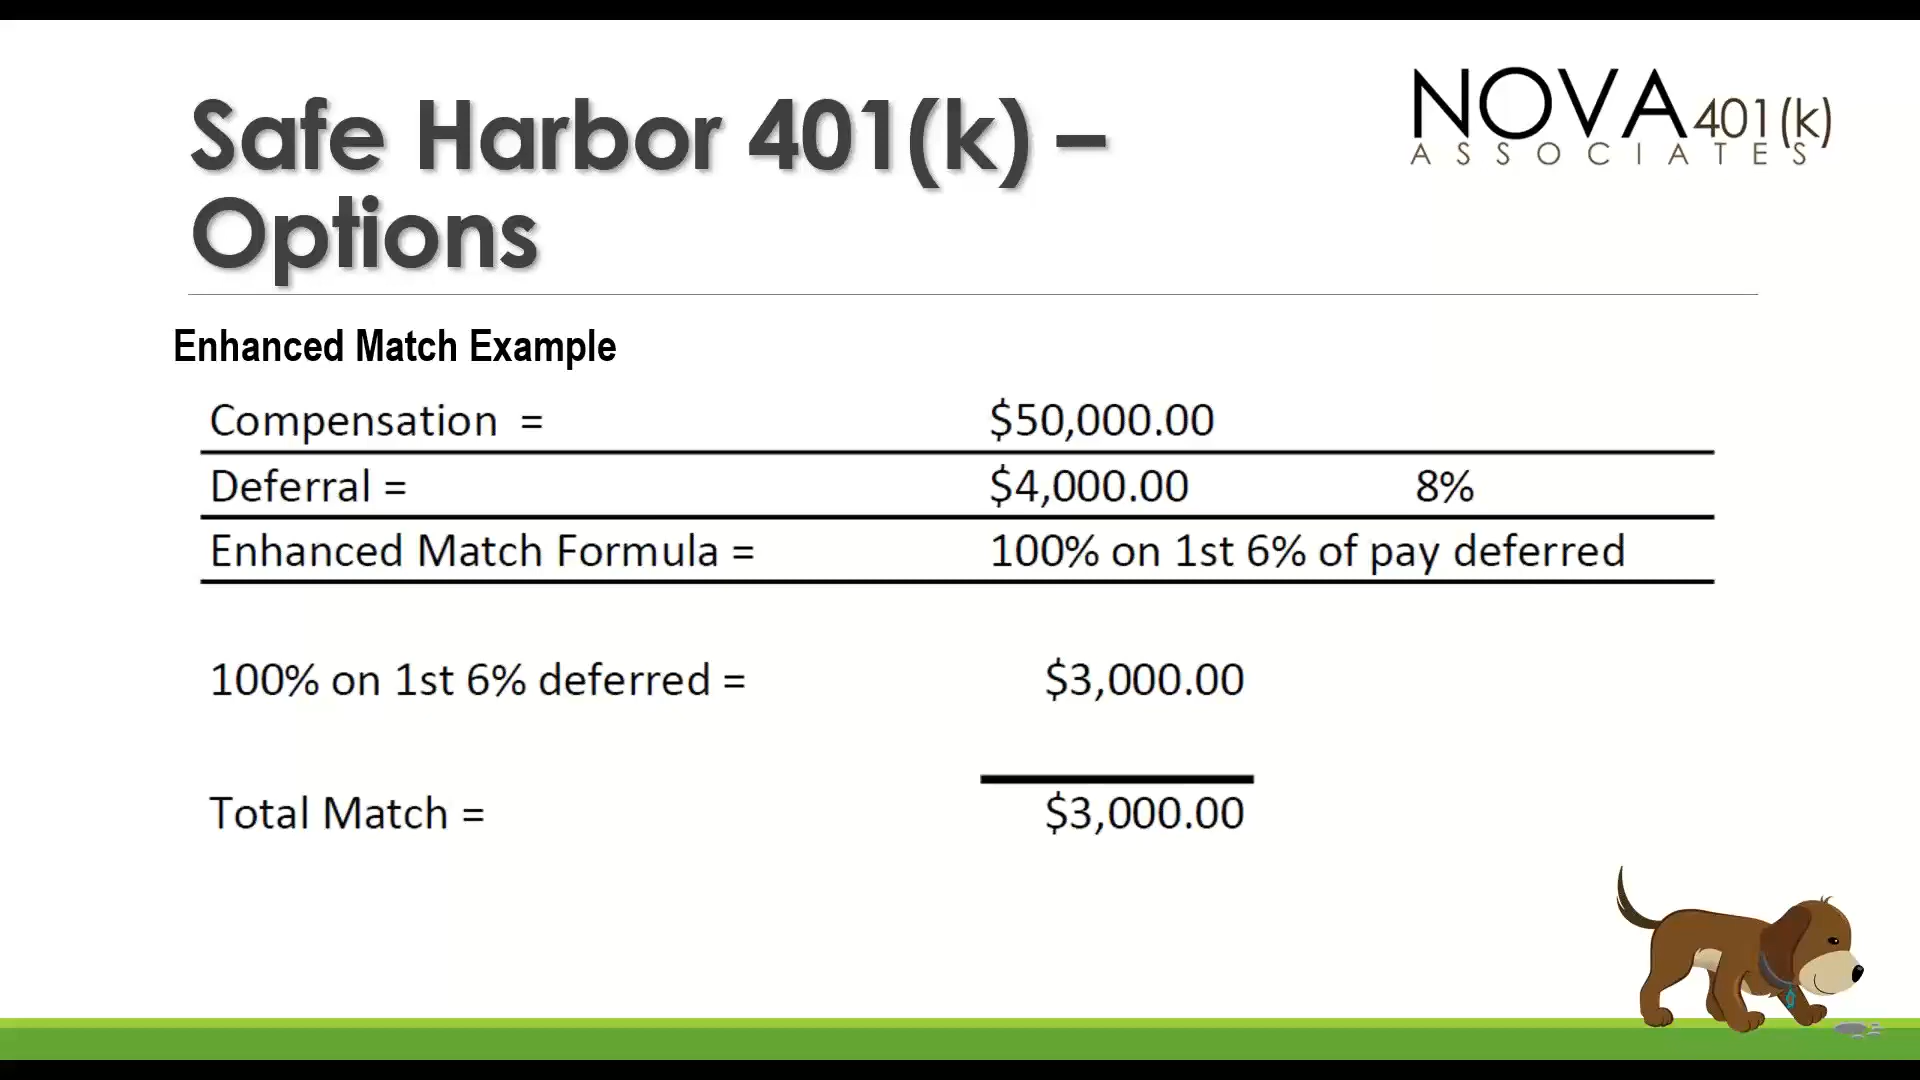 Safe Harbor 401(k) –
Options
NOVA 401(k)
ASSOCIATES
Enhanced Match Example
Compensation = $50,000.00
Deferral = $4,000.00 8%
Enhanced Match Formula = 100% on 1st 6% of pay deferred
100% on 1st 6% deferred = $3,000.00
Total Match = $3,000.00